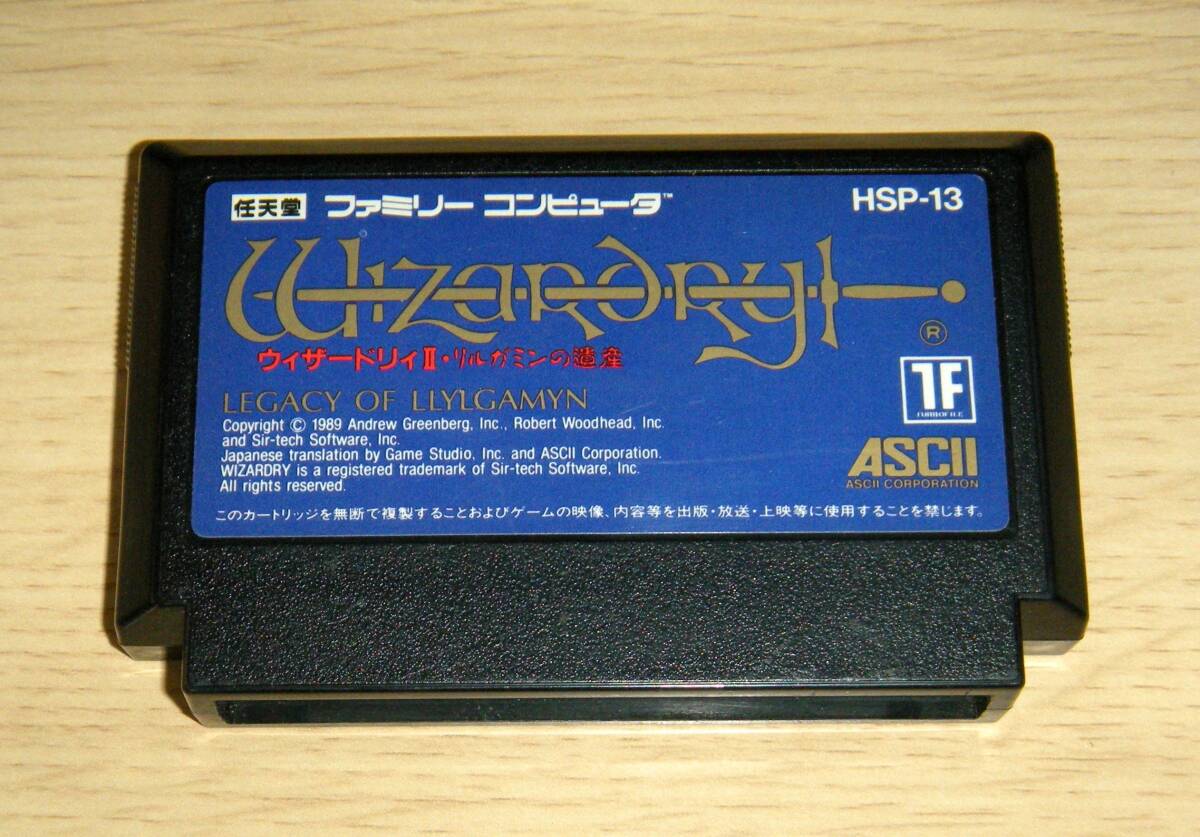 任天堂 ファミリー コンピュータ™ HSP-13
Wizardry
®
ウィザードリィⅡ・リルガミンの遺産
TF
TURBOFILE
LEGACY OF LLYLGAMYN
Copyright © 1989 Andrew Greenberg, Inc., Robert Woodhead, Inc.
and Sir-tech Software, Inc.
Japanese translation by Game Studio, Inc. and ASCII Corporation.
WIZARDRY is a registered trademark of Sir-tech Software, Inc.
All rights reserved.
ASCII
ASCII CORPORATION
このカートリッジを無断で複製することおよびゲームの映像、内容等を出版・放送・上映等に使用することを禁じます。